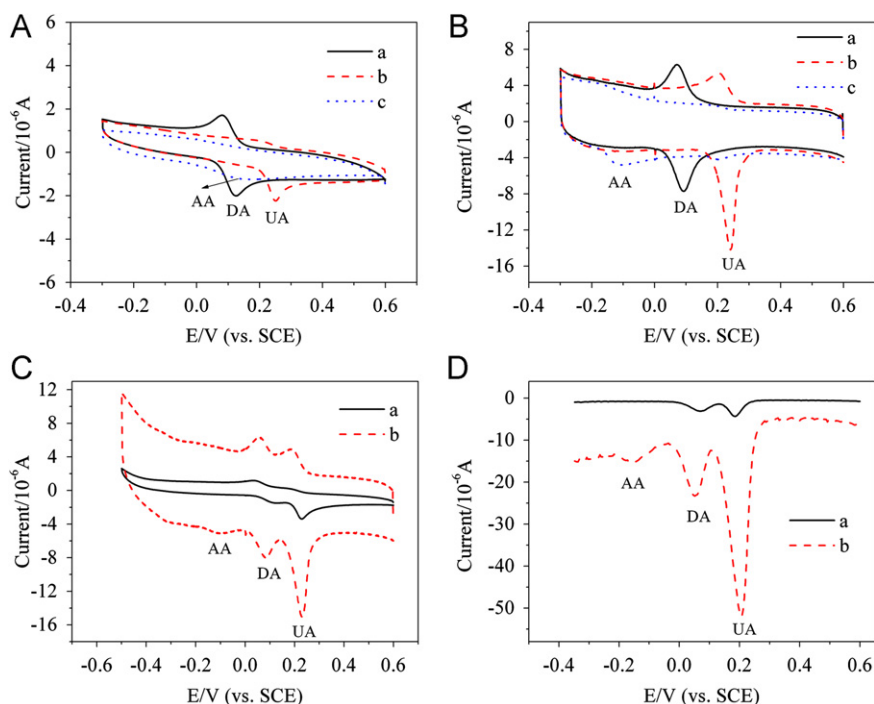 A
6
4
2
0
-2
-4
6
Current/10⁻⁶A
a
b
c
AA
DA
UA
-0.4 -0.2 0.0 0.2 0.4 0.6
E/V (vs. SCE)
B
8
4
0
-4
-8
-12
-16
Current/10⁻⁶A
a
b
c
AA
DA
UA
-0.4 -0.2 0.0 0.2 0.4 0.6
E/V (vs. SCE)
C
12
8
4
0
-4
-8
-12
-16
Current/10⁻⁶A
a
b
AA
DA
UA
-0.6 -0.4 -0.2 0.0 0.2 0.4 0.6
E/V (vs. SCE)
D
0
-10
-20
-30
-40
-50
Current/10⁻⁶A
AA
DA
a
b
UA
-0.4 -0.2 0.0 0.2 0.4 0.6
E/V (vs. SCE)